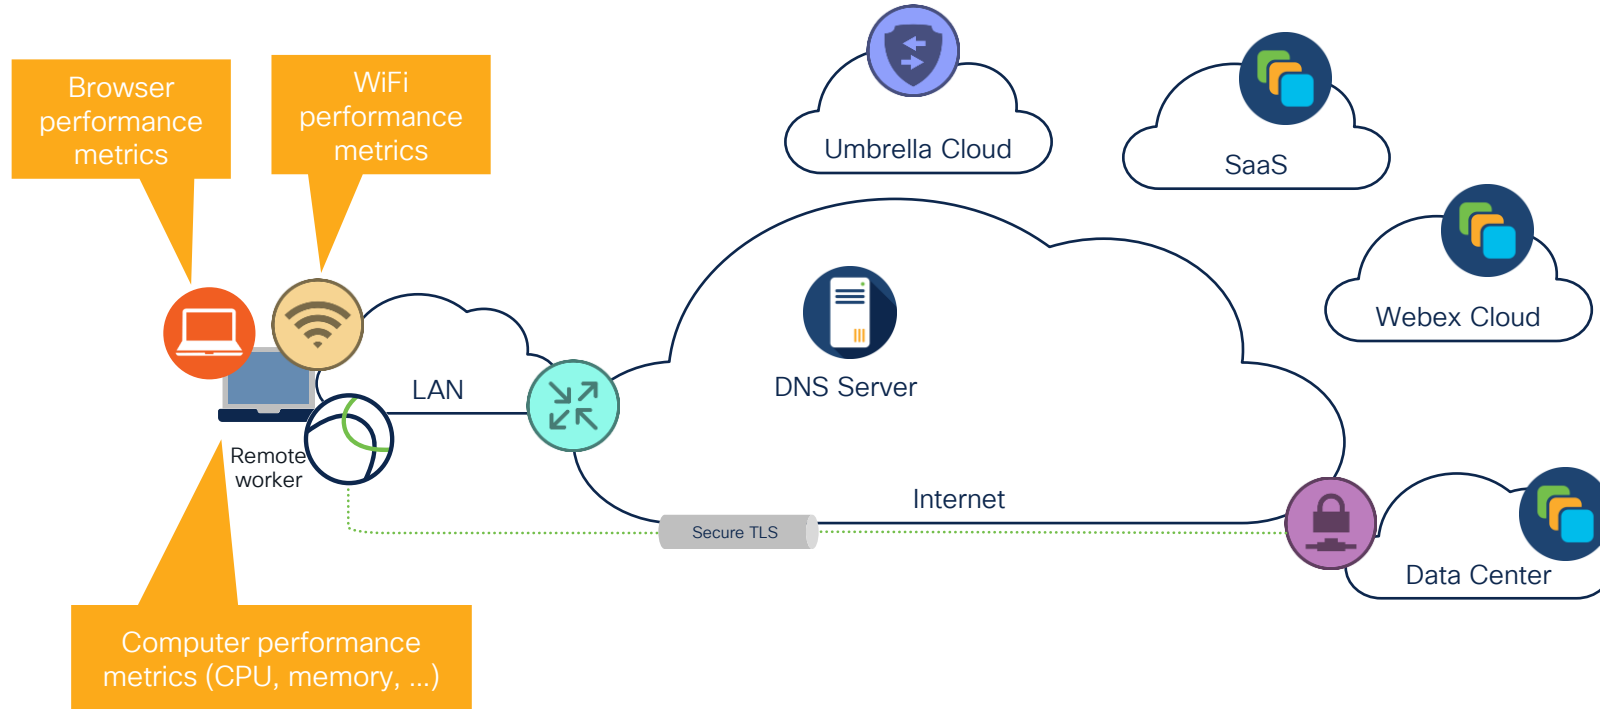 Browser
performance
metrics
WiFi
performance
metrics
Umbrella Cloud
SaaS
Webex Cloud
DNS Server
LAN
Remote
worker
Internet
Secure TLS
Data Center
Computer performance
metrics (CPU, memory, ...)